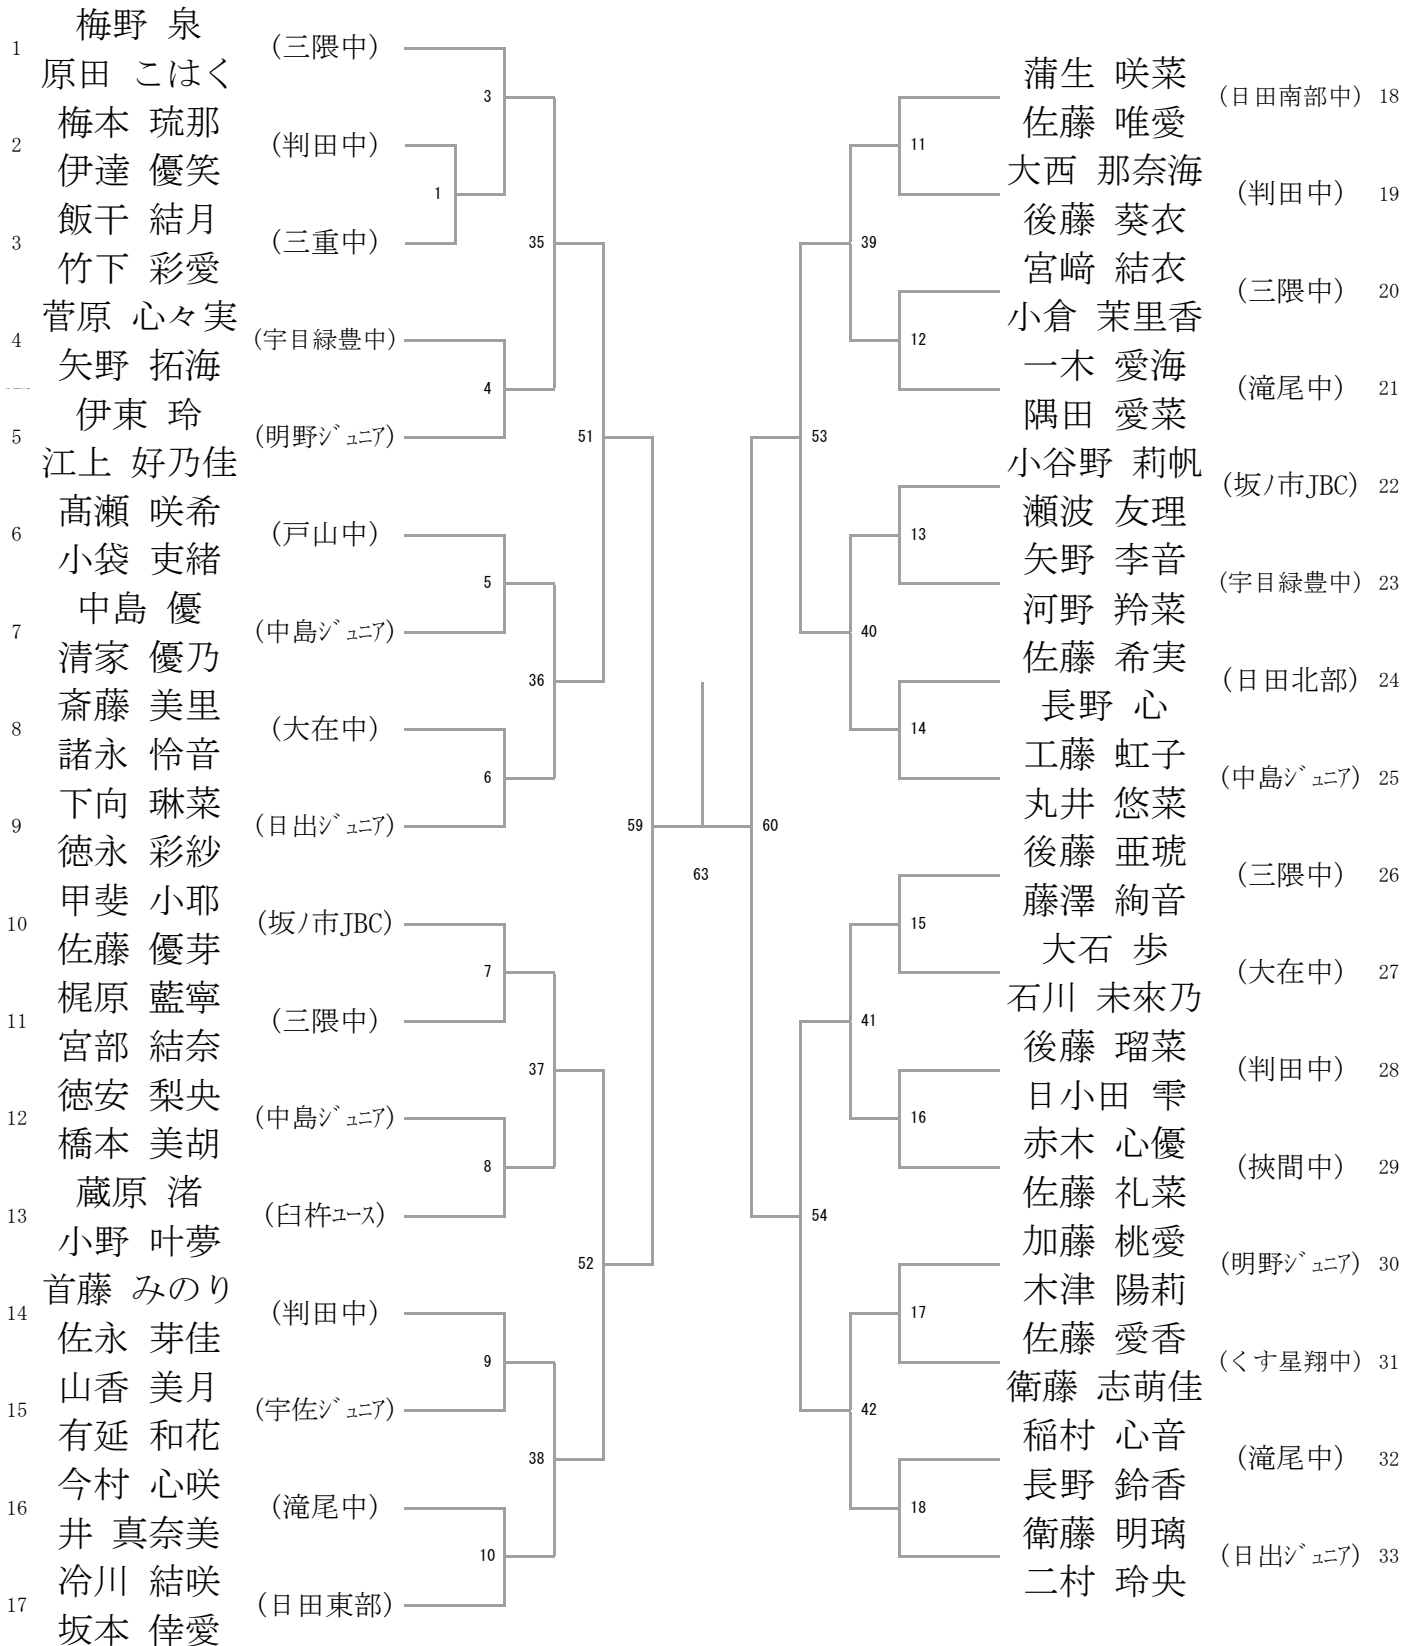 1 梅野 泉 (三隈中)
原田 こはく
2 梅本 琉那 (判田中)
伊達 優笑
3 飯干 結月 (三重中)
竹下 彩愛
4 菅原 心々実 (宇目緑豊中)
矢野 拓海
5 伊東 玲 (明野ジュニア)
江上 好乃佳
6 髙瀬 咲希 (戸山中)
小袋 吏緒
7 中島 優 (中島ジュニア)
清家 優乃
8 斎藤 美里 (大在中)
諸永 怜音
9 下向 琳菜 (日出ジュニア)
徳永 彩紗
10 甲斐 小耶 (坂ノ市JBC)
佐藤 優芽
11 梶原 藍寧 (三隈中)
宮部 結奈
12 徳安 梨央 (中島ジュニア)
橋本 美胡
13 蔵原 渚 (臼杵ユース)
小野 叶夢
14 首藤 みのり (判田中)
佐永 芽佳
15 山香 美月 (宇佐ジュニア)
有延 和花
16 今村 心咲 (滝尾中)
井 真奈美
17 冷川 結咲 (日田東部)
坂本 倖愛
3
1
35
4
51
5
36
6
59
7
37
8
52
9
38
10
63
11
39
12
53
13
40
14
60
15
41
16
54
17
42
18
蒲生 咲菜 (日田南部中) 18
佐藤 唯愛
大西 那奈海 (判田中) 19
後藤 葵衣
宮﨑 結衣 (三隈中) 20
小倉 茉里香
一木 愛海 (滝尾中) 21
隅田 愛菜
小谷野 莉帆 (坂ノ市JBC) 22
瀬波 友理
矢野 李音 (宇目緑豊中) 23
河野 羚菜
佐藤 希実 (日田北部) 24
長野 心
工藤 虹子 (中島ジュニア) 25
丸井 悠菜
後藤 亜琥 (三隈中) 26
藤澤 絢音
大石 歩 (大在中) 27
石川 未來乃
後藤 瑠菜 (判田中) 28
日小田 雫
赤木 心優 (挾間中) 29
佐藤 礼菜
加藤 桃愛 (明野ジュニア) 30
木津 陽莉
佐藤 愛香 (くす星翔中) 31
衛藤 志萌佳
稲村 心音 (滝尾中) 32
長野 鈴香
衛藤 明璃 (日出ジュニア) 33
二村 玲央